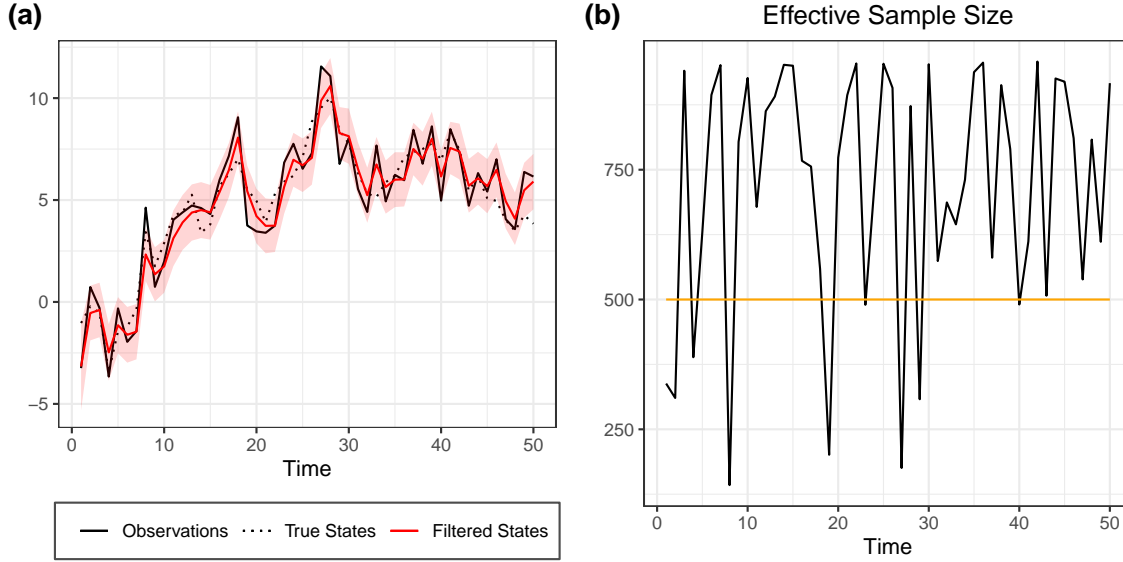 (a)
10
5
0
−5
0
10
20
30
40
50
Time
Observations
True States
Filtered States
(b)
Effective Sample Size
750
500
250
0
10
20
30
40
50
Time